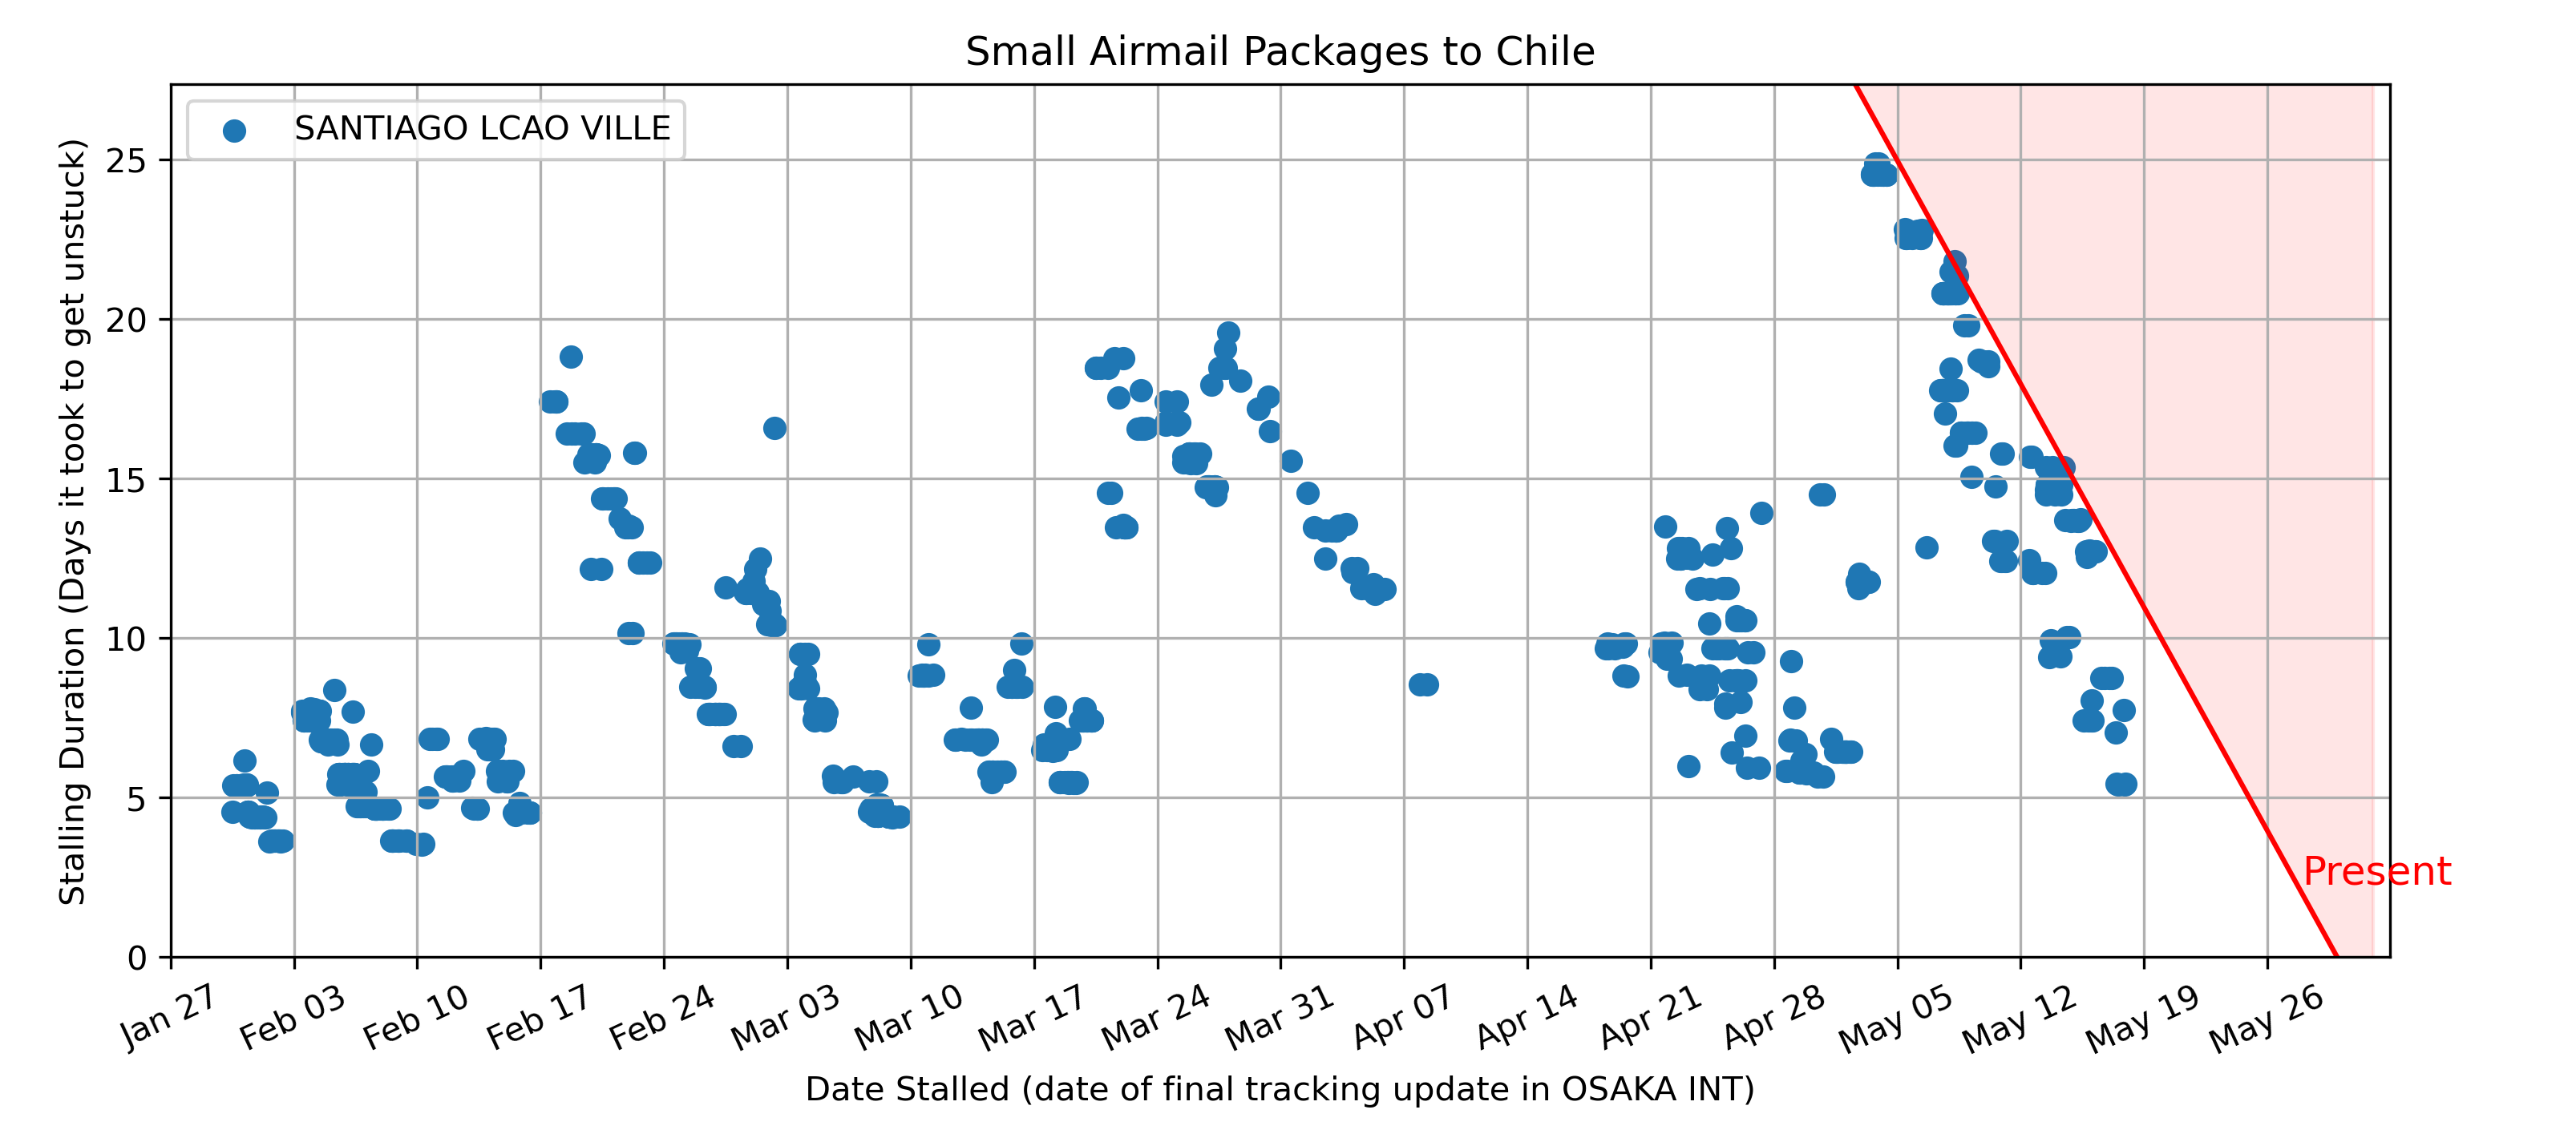 Small Airmail Packages to Chile
SANTIAGO LCAO VILLE
Stalling Duration (Days it took to get unstuck)
25
20
15
10
5
0
Present
Jan 27
Feb 03
Feb 10
Feb 17
Feb 24
Mar 03
Mar 10
Mar 17
Mar 24
Mar 31
Apr 07
Apr 14
Apr 21
Apr 28
May 05
May 12
May 19
May 26
Date Stalled (date of final tracking update in OSAKA INT)